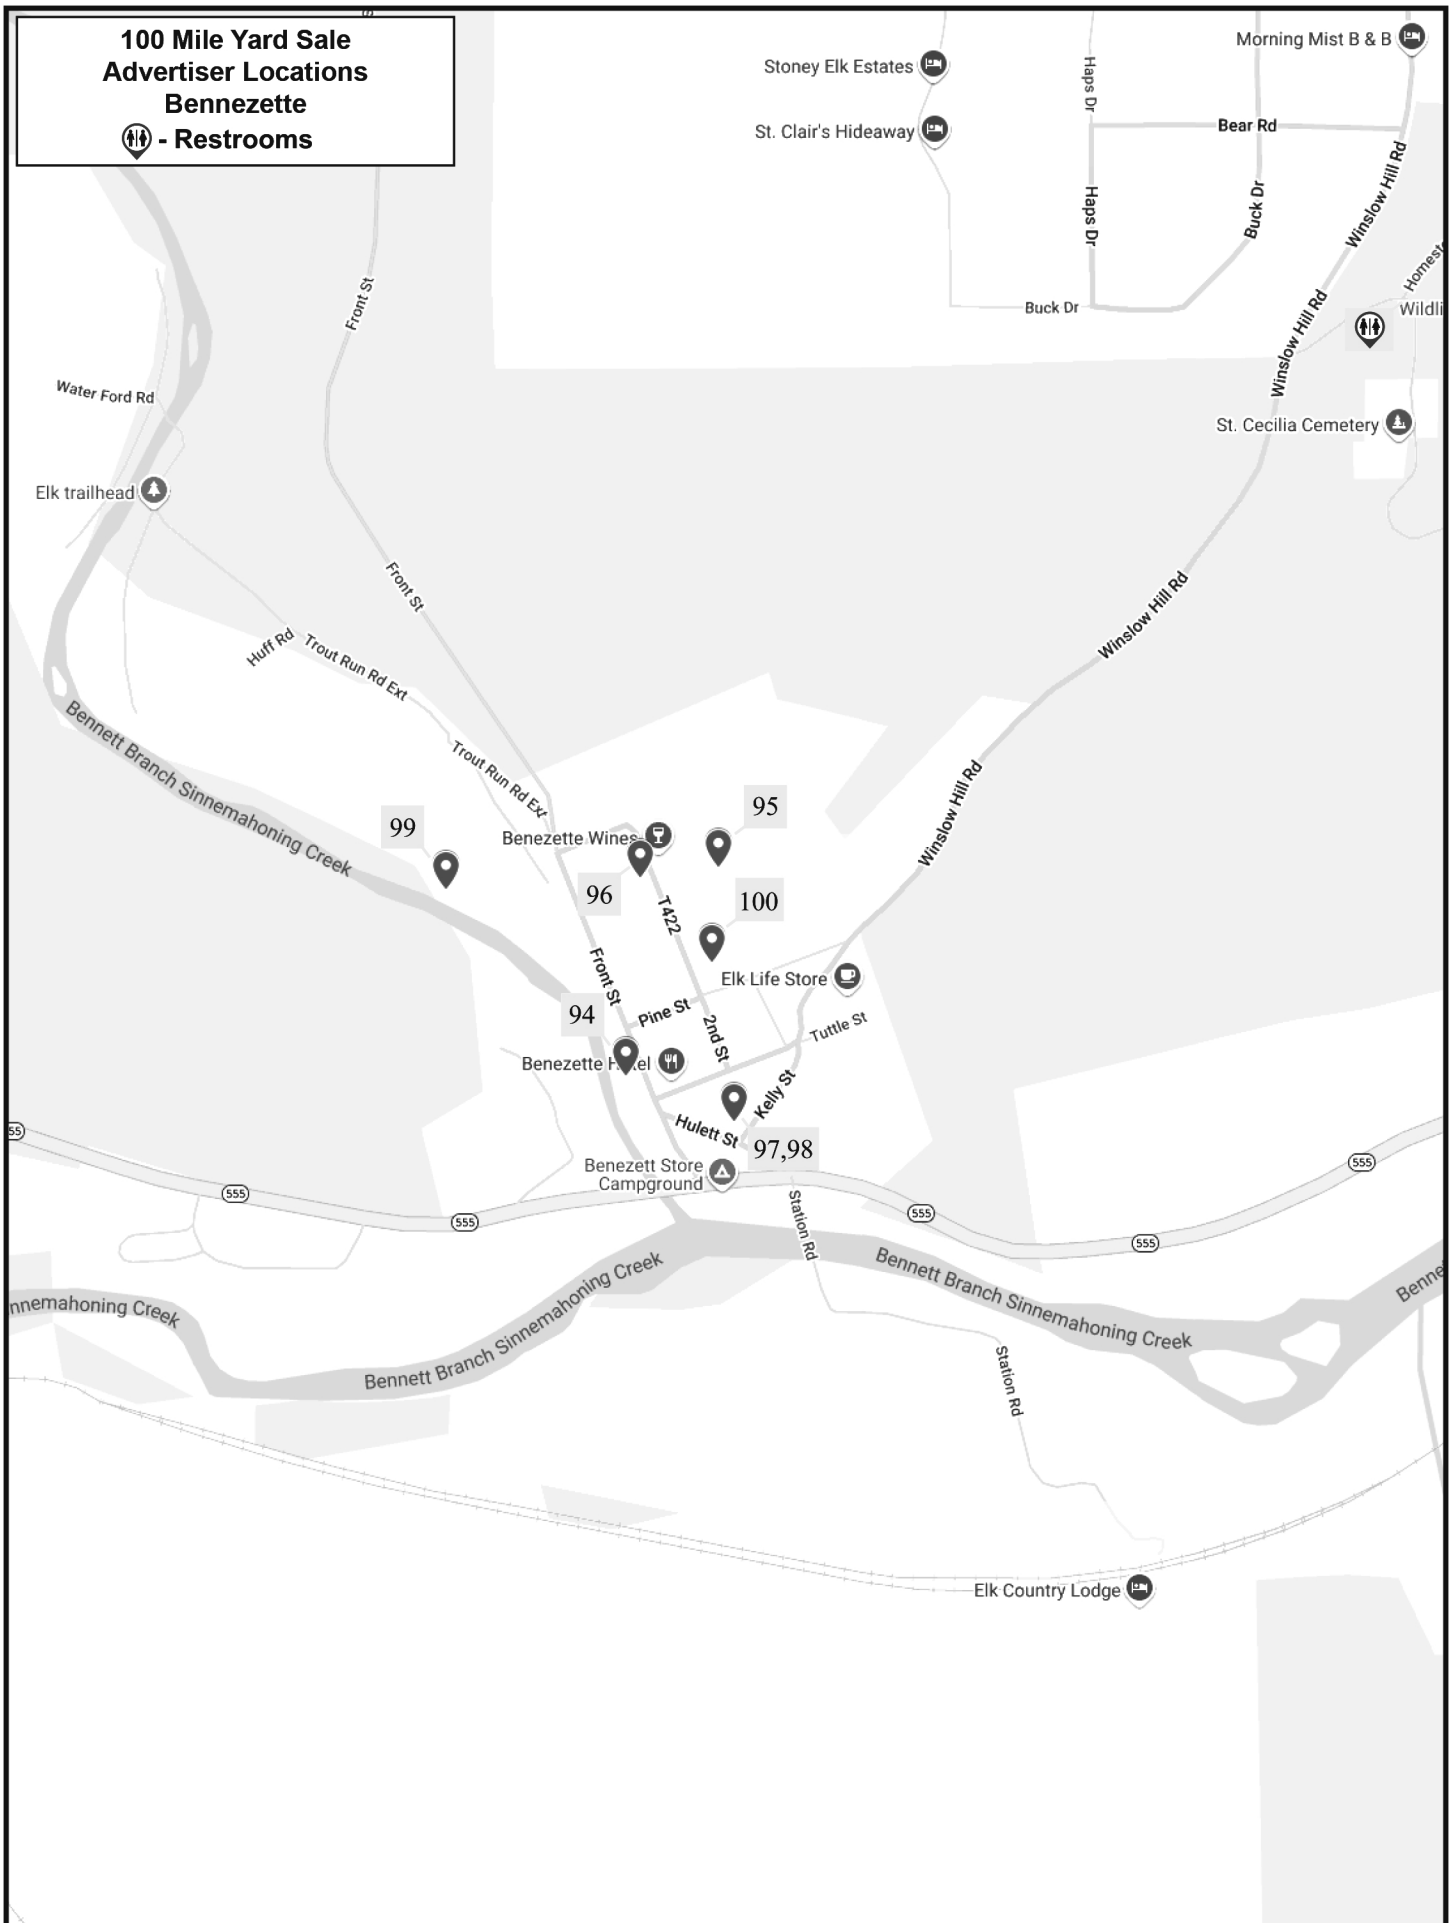 100 Mile Yard Sale
Advertiser Locations
Bennezette
- Restrooms
Morning Mist B & B
Stoney Elk Estates
Haps Dr
St. Clair's Hideaway
Bear Rd
Winslow Hill Rd
Haps Dr
Buck Dr
Front St
Buck Dr
Winslow Hill Rd
Water Ford Rd
St. Cecilia Cemetery
Elk trailhead
Front St
Winslow Hill Rd
Huff Rd
Trout Run Rd Ext
Bennett Branch Sinnemahoning Creek
Trout Run Rd Ext
Winslow Hill Rd
95
99
Benezette Wines
96
100
T422
Front St
Elk Life Store
94
Pine St
2nd St
Tuttle St
Benezette H
el
Kelly St
Hulett St
97,98
Benezett Store
Campground
55
555
555
555
555
555
Station Rd
Bennett Branch Sinnemahoning Creek
Bennett Branch Sinnemahoning Creek
nnemahoning Creek
Benne
Homest
Wildli
Station Rd
Elk Country Lodge